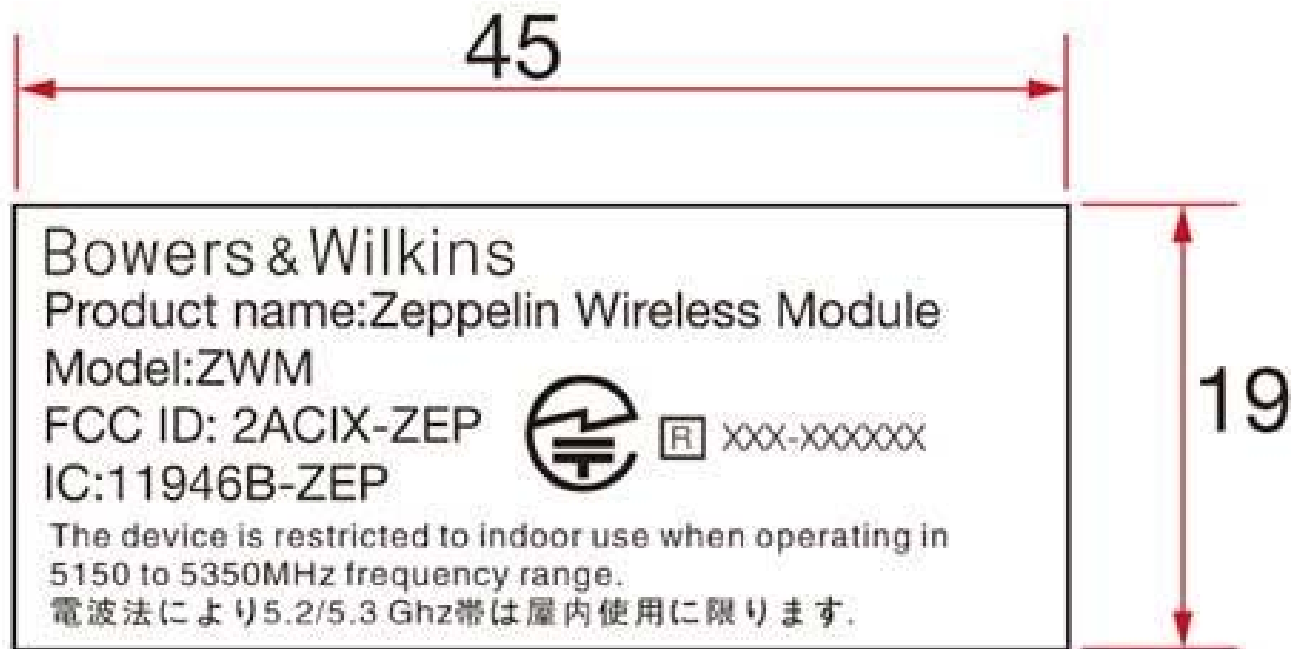 45
Bowers & Wilkins
Product name:Zeppelin Wireless Module
19
Model:ZWM
FCC ID: 2ACIX-ZEP
R XXX-XXXXXX
IC:11946B-ZEP
The device is restricted to indoor use when operating in
5150 to 5350MHz frequency range.
電波法により5.2/5.3 Ghz帯は屋内使用に限ります.